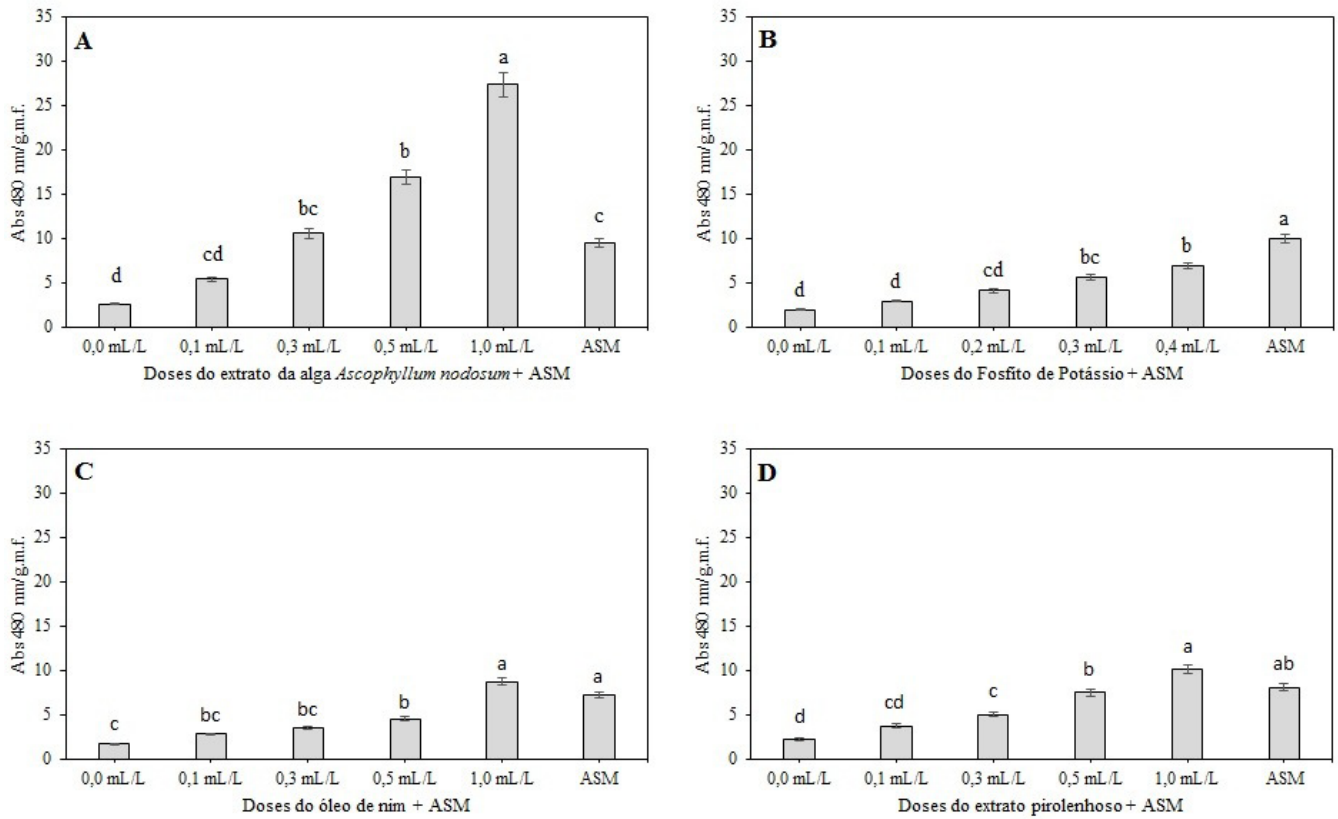 A
35
30
25
20
15
10
5
0
Abs 480 nm/g.m.f.
d
cd
bc
b
a
c
0,0 mL/L 0,1 mL/L 0,3 mL/L 0,5 mL/L 1,0 mL/L ASM
Doses do extrato da alga Ascophyllum nodosum + ASM
B
35
30
25
20
15
10
5
0
Abs 480 nm/g.m.f.
d
d
cd
bc
b
a
0,0 mL/L 0,1 mL/L 0,2 mL/L 0,3 mL/L 0,4 mL/L ASM
Doses do Fosfito de Potássio + ASM
C
35
30
25
20
15
10
5
0
Abs 480 nm/g.m.f.
c
bc
bc
b
a
a
0,0 mL/L 0,1 mL/L 0,3 mL/L 0,5 mL/L 1,0 mL/L ASM
Doses do óleo de nim + ASM
D
35
30
25
20
15
10
5
0
Abs 480 nm/g.m.f.
d
cd
c
b
a
ab
0,0 mL/L 0,1 mL/L 0,3 mL/L 0,5 mL/L 1,0 mL/L ASM
Doses do extrato pirolenhoso + ASM